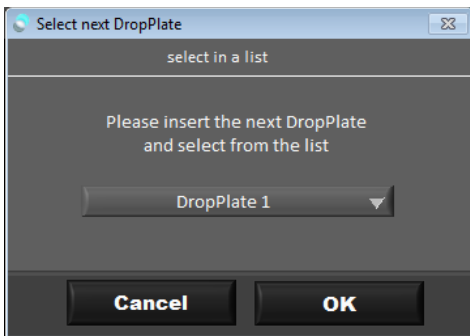 Select next DropPlate
select in a list
Please insert the next DropPlate
and select from the list
DropPlate 1
Cancel
OK